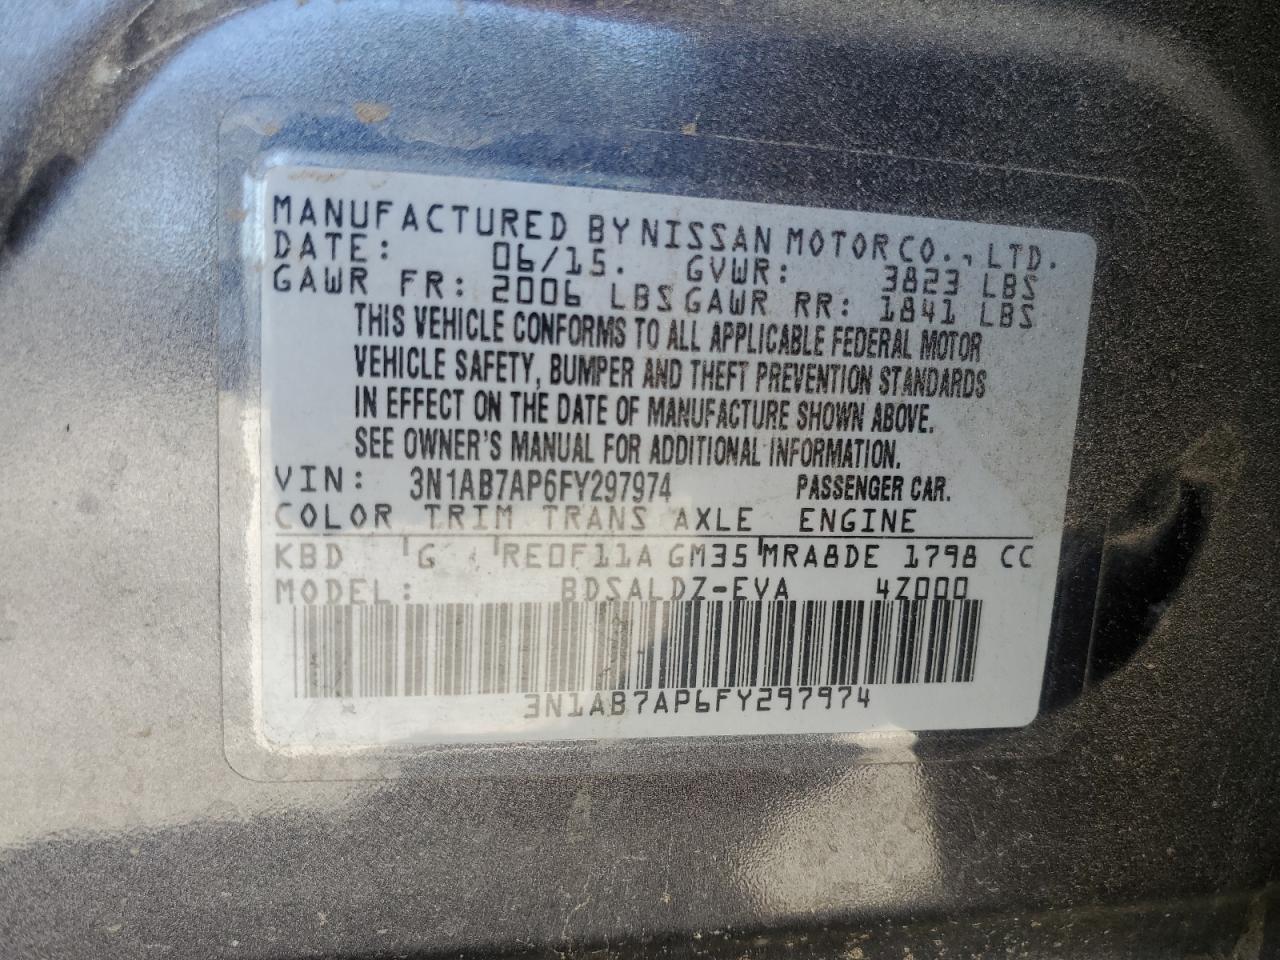 MANUFACTURED BY NISSAN MOTOR CO., LTD.
DATE: 06/15. GVWR: 3823 LBS
GAWR FR: 2006 LBS GAWR RR: 1841 LBS
THIS VEHICLE CONFORMS TO ALL APPLICABLE FEDERAL MOTOR
VEHICLE SAFETY, BUMPER AND THEFT PREVENTION STANDARDS
IN EFFECT ON THE DATE OF MANUFACTURE SHOWN ABOVE.
SEE OWNER'S MANUAL FOR ADDITIONAL INFORMATION.
VIN: 3N1AB7AP6FY297974 PASSENGER CAR.
COLOR TRIM TRANS AXLE ENGINE
KBD G RE0F11A GM35 MRA8DE 1798 CC
MODEL: BDSALDZ-EVA 4Z000
3N1AB7AP6FY297974